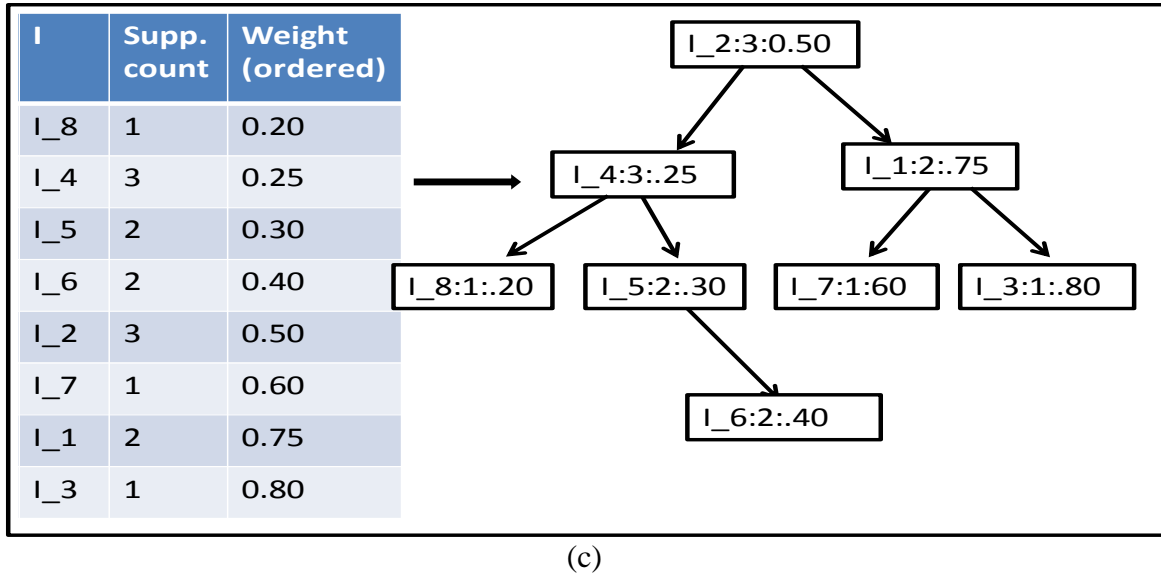 I Supp. count Weight (ordered)
I_8 1 0.20
I_4 3 0.25
I_5 2 0.30
I_6 2 0.40
I_2 3 0.50
I_7 1 0.60
I_1 2 0.75
I_3 1 0.80
I_2:3:0.50
I_4:3:.25
I_1:2:.75
I_8:1:.20
I_5:2:.30
I_7:1:60
I_3:1:.80
I_6:2:.40
(c)